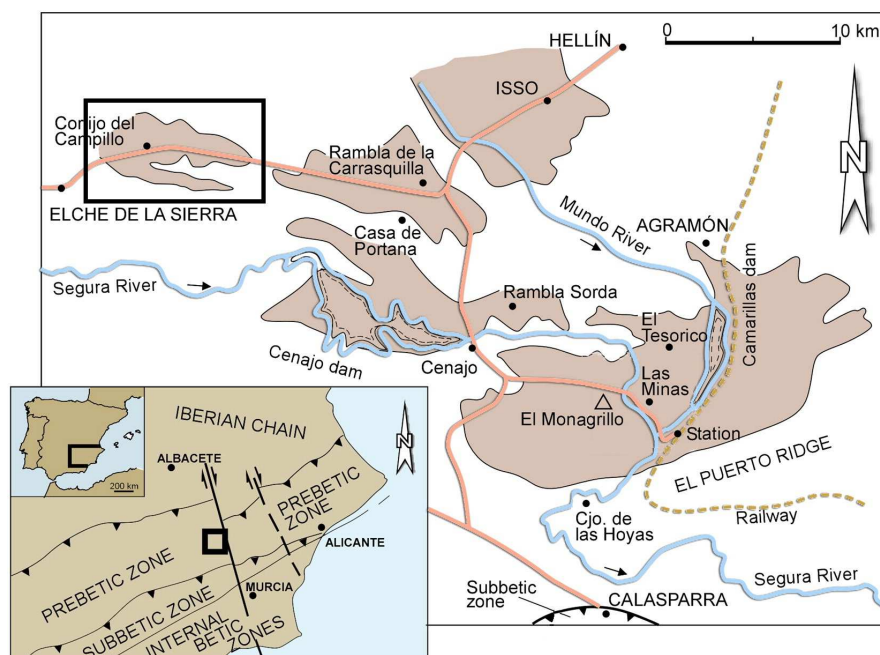 0
10 km
HELLÍN
ISSO
N
Corijo del
Campillo
Rambla de la
Carrasquilla
ELCHE DE LA SIERRA
Casa de
Portana
Mundo River
AGRAMÓN
Segura River
Rambla Sorda
El
Tesorico
Camarillas dam
Cenajo dam
Cenajo
Las
Minas
El Monagrillo
Station
EL PUERTO RIDGE
Cjo. de
las Hoyas
Railway
Segura River
Subbetic
zone
CALASPARRA
200 km
IBERIAN CHAIN
N
ALBACETE
PREBETIC
ZONE
ALICANTE
PREBETIC ZONE
MURCIA
SUBBETIC ZONE
INTERNAL
BETIC
ZONES